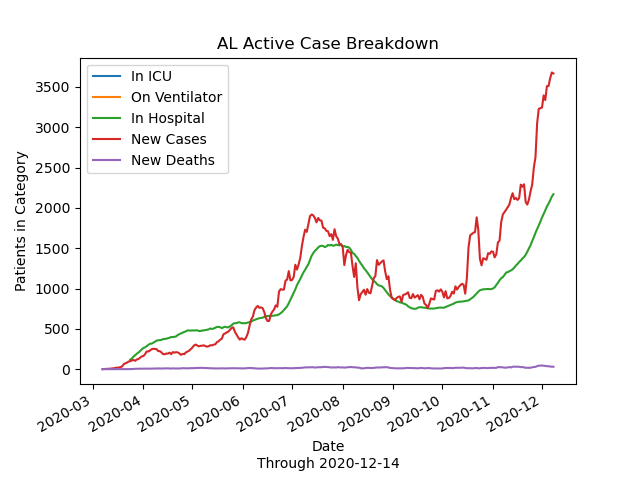 AL Active Case Breakdown
In ICU
On Ventilator
In Hospital
New Cases
New Deaths
Patients in Category
3500
3000
2500
2000
1500
1000
500
0
2020-03
2020-04
2020-05
2020-06
2020-07
2020-08
2020-09
2020-10
2020-11
2020-12
Date
Through 2020-12-14